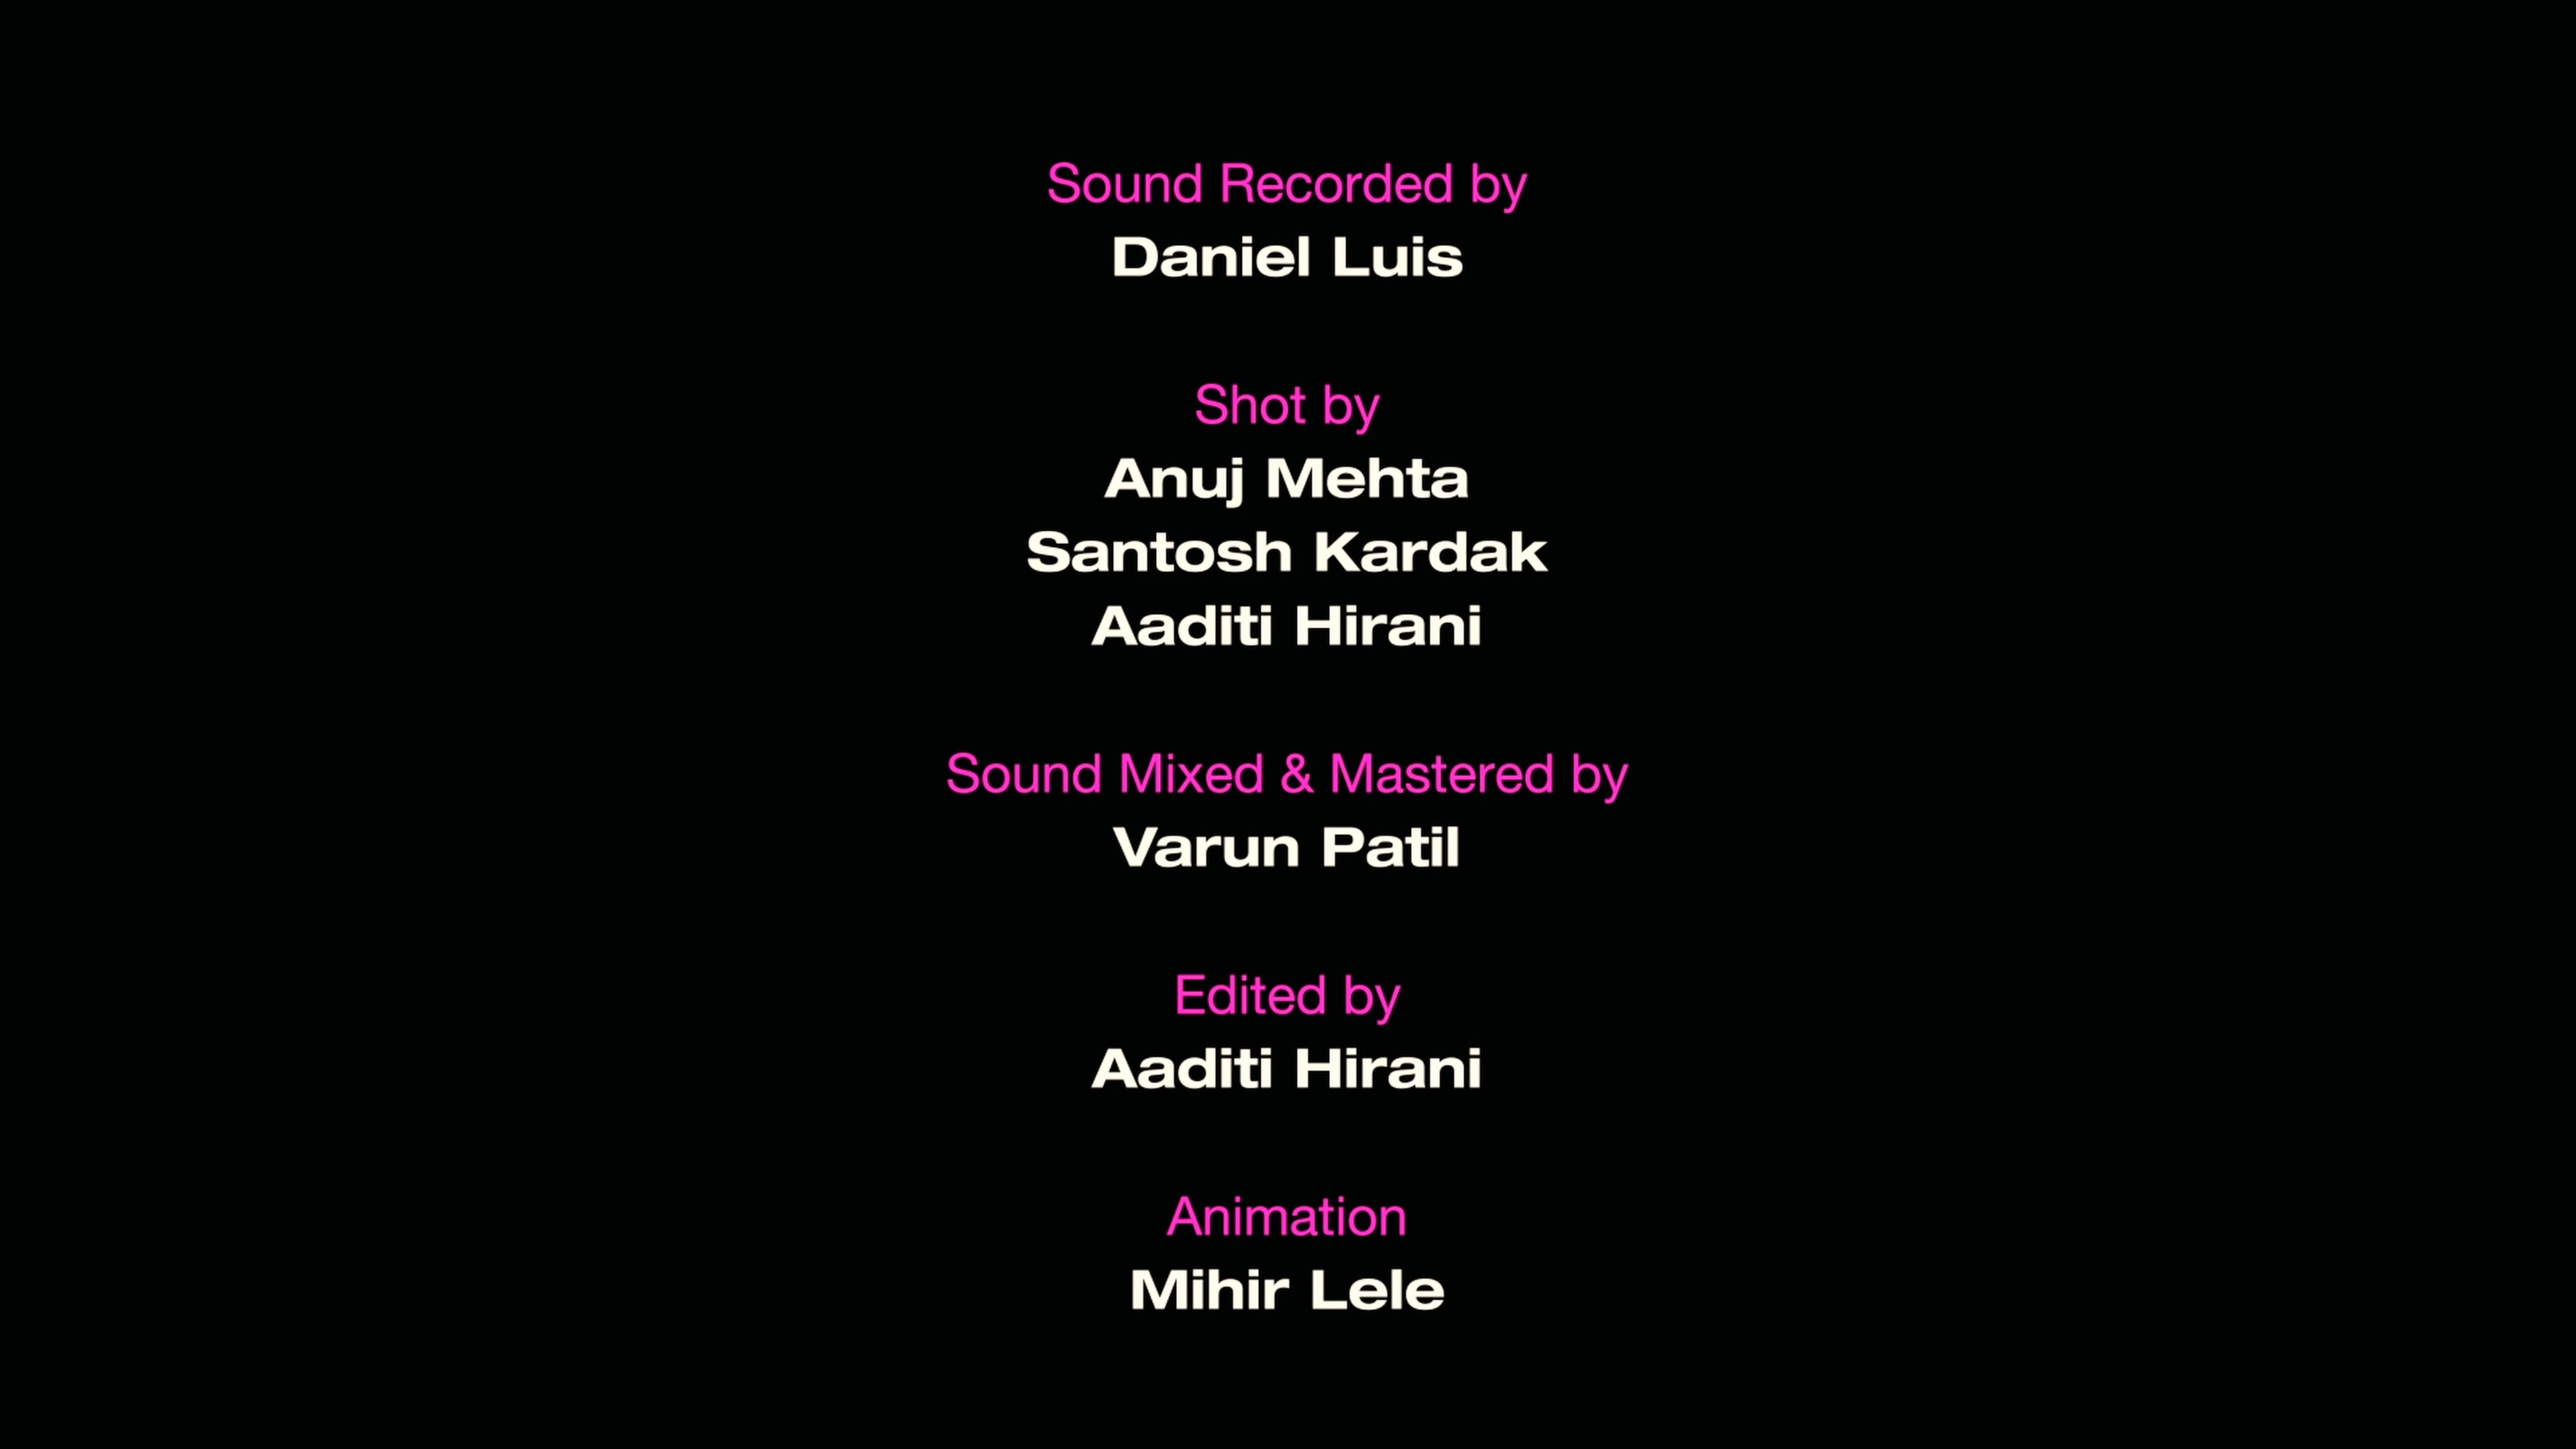 Sound Recorded by
Daniel Luis
Shot by
Anuj Mehta
Santosh Kardak
Aaditi Hirani
Sound Mixed & Mastered by
Varun Patil
Edited by
Aaditi Hirani
Animation
Mihir Lele